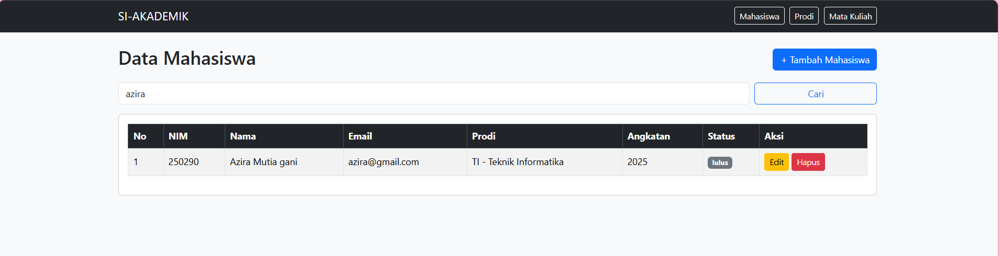 SI-AKADEMIK Mahasiswa Prodi Mata Kuliah
Data Mahasiswa + Tambah Mahasiswa
azira Cari
No NIM Nama Email Prodi Angkatan Status Aksi
1 250290 Azira Mutia gani azira@gmail.com TI - Teknik Informatika 2025 lulus Edit Hapus